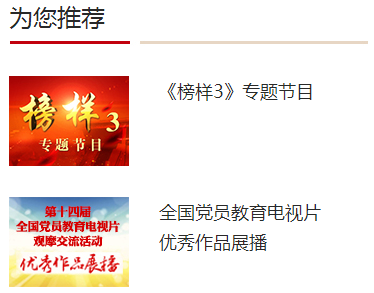 为您推荐
榜样3
专题节目
《榜样3》专题节目
第十四届
全国党员教育电视片
观摩交流活动
优秀作品展播
全国党员教育电视片
优秀作品展播